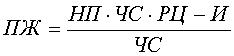 ПЖ = (НП · ЧС · РЦ − И) / ЧС